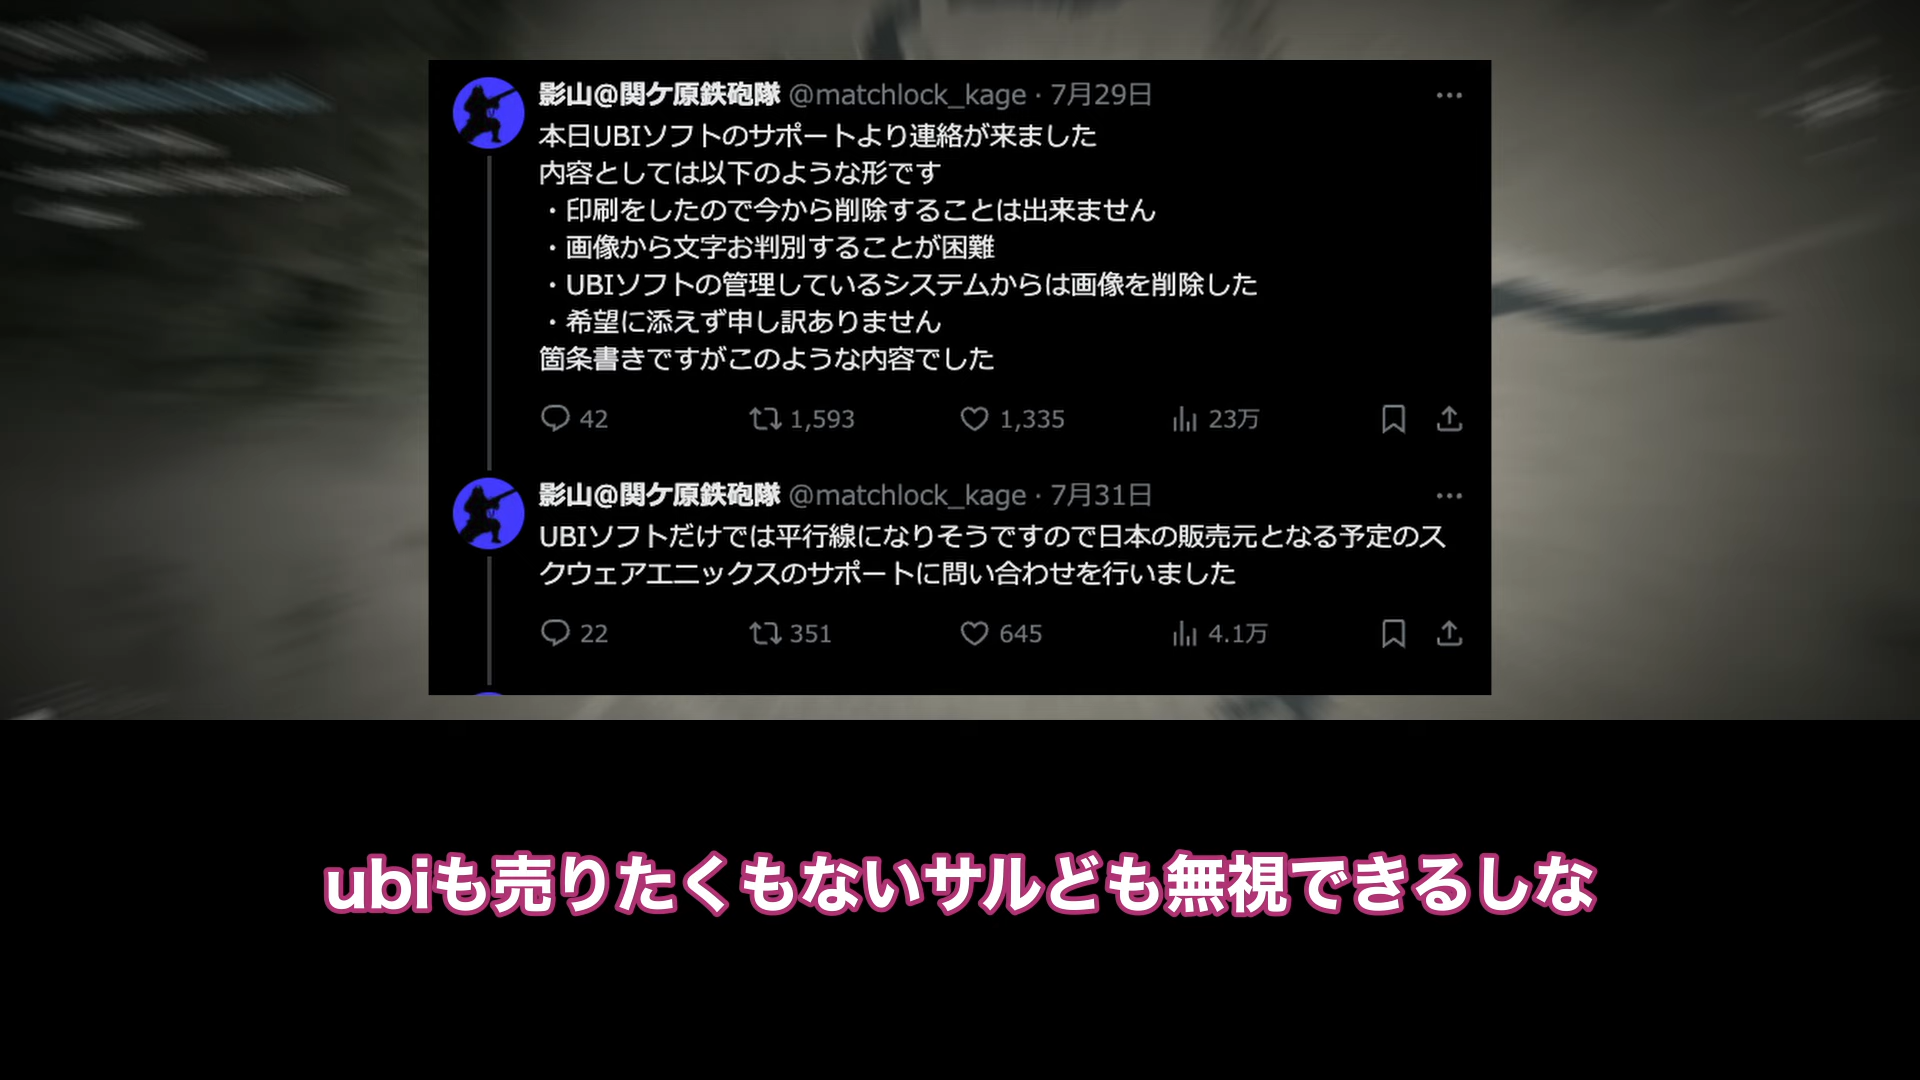 影山@関ケ原鉄砲隊 @matchlock_kage · 7月29日
本日UBIソフトのサポートより連絡が来ました
内容としては以下のような形です
・印刷をしたので今から削除することは出来ません
・画像から文字お判別することが困難
・UBIソフトの管理しているシステムからは画像を削除した
・希望に添えず申し訳ありません
箇条書きですがこのような内容でした
42 1,593 1,335 23万
影山@関ケ原鉄砲隊 @matchlock_kage · 7月31日
UBIソフトだけでは平行線になりそうですので日本の販売元となる予定のス
クウェアエニックスのサポートに問い合わせを行いました
22 351 645 4.1万
ubiも売りたくもないサルども無視できるしな